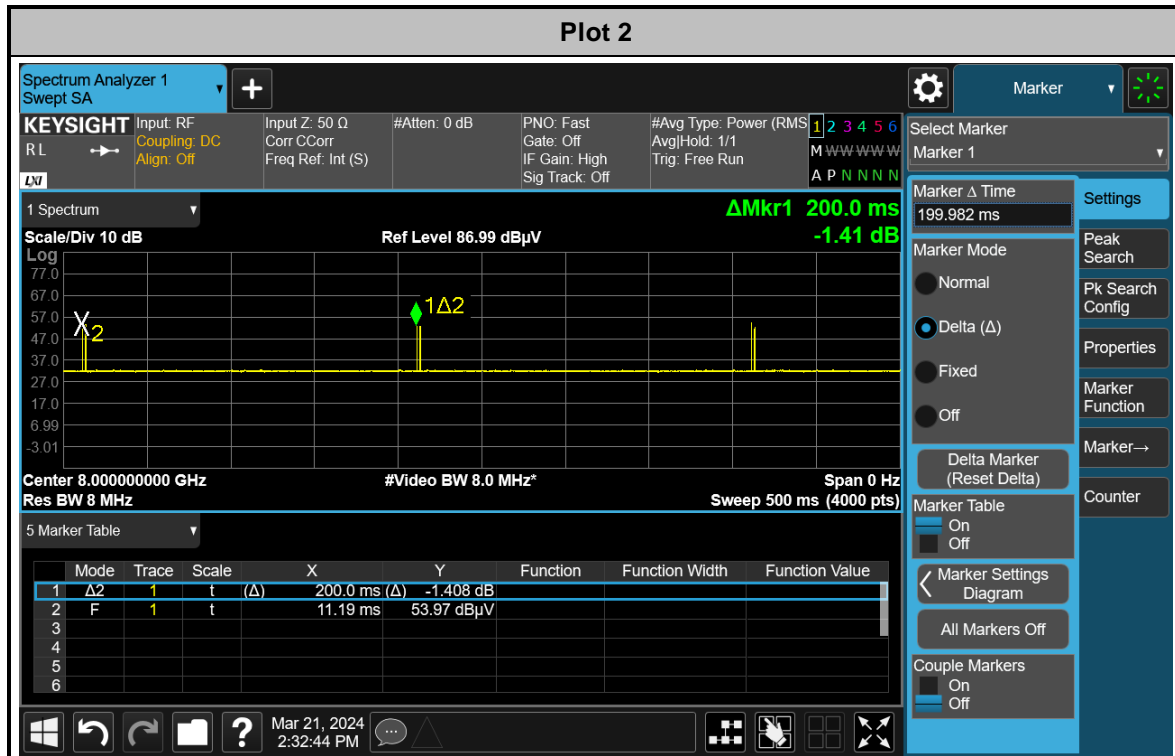 Plot 2
Spectrum Analyzer 1
Swept SA
+
Marker
KEYSIGHT
R L
LXI
Input: RF
Coupling: DC
Align: Off
Input Z: 50 Ω
Corr CCorr
Freq Ref: Int (S)
#Atten: 0 dB
PNO: Fast
Gate: Off
IF Gain: High
Sig Track: Off
#Avg Type: Power (RMS
Avg|Hold: 1/1
Trig: Free Run
1 2 3 4 5 6
M W W W W W
A P N N N N
Select Marker
Marker 1
1 Spectrum
Scale/Div 10 dB
Ref Level 86.99 dBµV
ΔMkr1 200.0 ms
-1.41 dB
Log
77.0
67.0
57.0
47.0
37.0
27.0
17.0
6.99
-3.01
X2
1Δ2
Center 8.000000000 GHz
#Video BW 8.0 MHz*
Span 0 Hz
Res BW 8 MHz
Sweep 500 ms (4000 pts)
5 Marker Table
Mode Trace Scale X Y Function Function Width Function Value
1 Δ2 1 t (Δ) 200.0 ms (Δ) -1.408 dB
2 F 1 t 11.19 ms 53.97 dBµV
3
4
5
6
Marker Δ Time
199.982 ms
Marker Mode
Normal
Delta (Δ)
Fixed
Off
Delta Marker
(Reset Delta)
Marker Table
On
Off
Marker Settings
Diagram
All Markers Off
Couple Markers
On
Off
Settings
Peak
Search
Pk Search
Config
Properties
Marker
Function
Marker→
Counter
?
Mar 21, 2024
2:32:44 PM